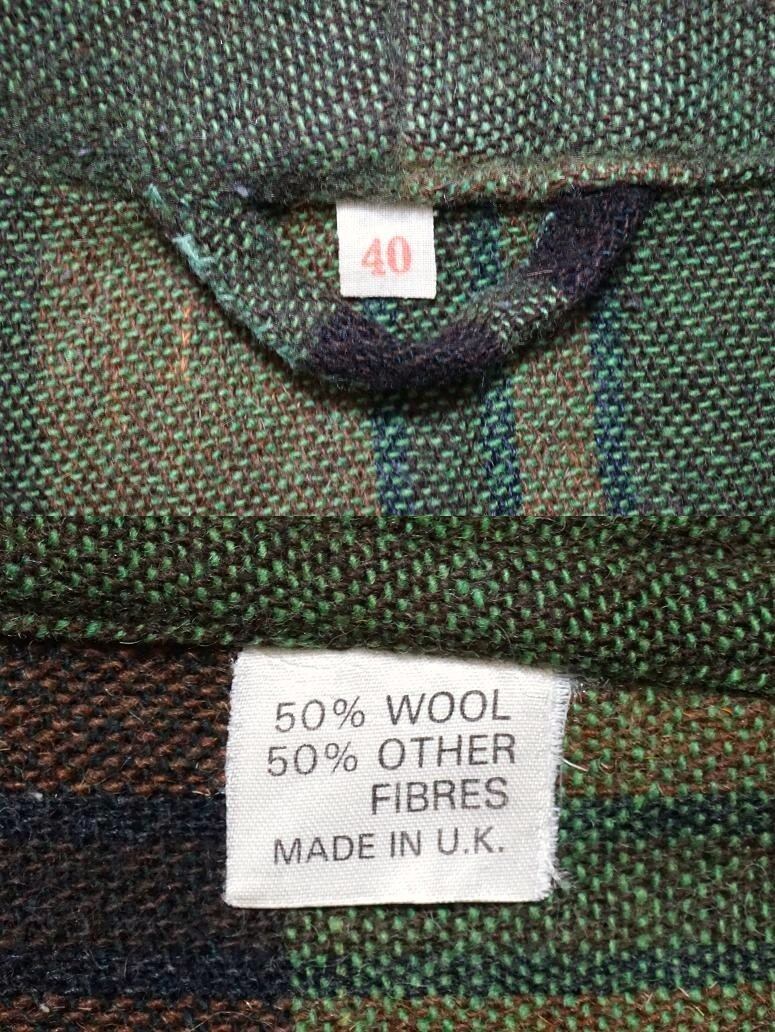 40
50% WOOL
50% OTHER
FIBRES
MADE IN U.K.